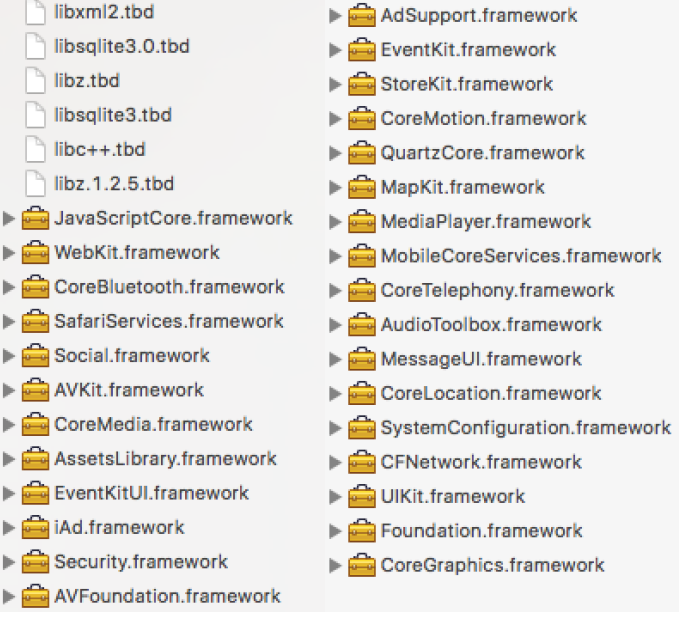 libxml2.tbd
libsqlite3.0.tbd
libz.tbd
libsqlite3.tbd
libc++.tbd
libz.1.2.5.tbd
JavaScriptCore.framework
WebKit.framework
CoreBluetooth.framework
SafariServices.framework
Social.framework
AVKit.framework
CoreMedia.framework
AssetsLibrary.framework
EventKitUI.framework
iAd.framework
Security.framework
AVFoundation.framework
AdSupport.framework
EventKit.framework
StoreKit.framework
CoreMotion.framework
QuartzCore.framework
MapKit.framework
MediaPlayer.framework
MobileCoreServices.framework
CoreTelephony.framework
AudioToolbox.framework
MessageUI.framework
CoreLocation.framework
SystemConfiguration.framework
CFNetwork.framework
UIKit.framework
Foundation.framework
CoreGraphics.framework